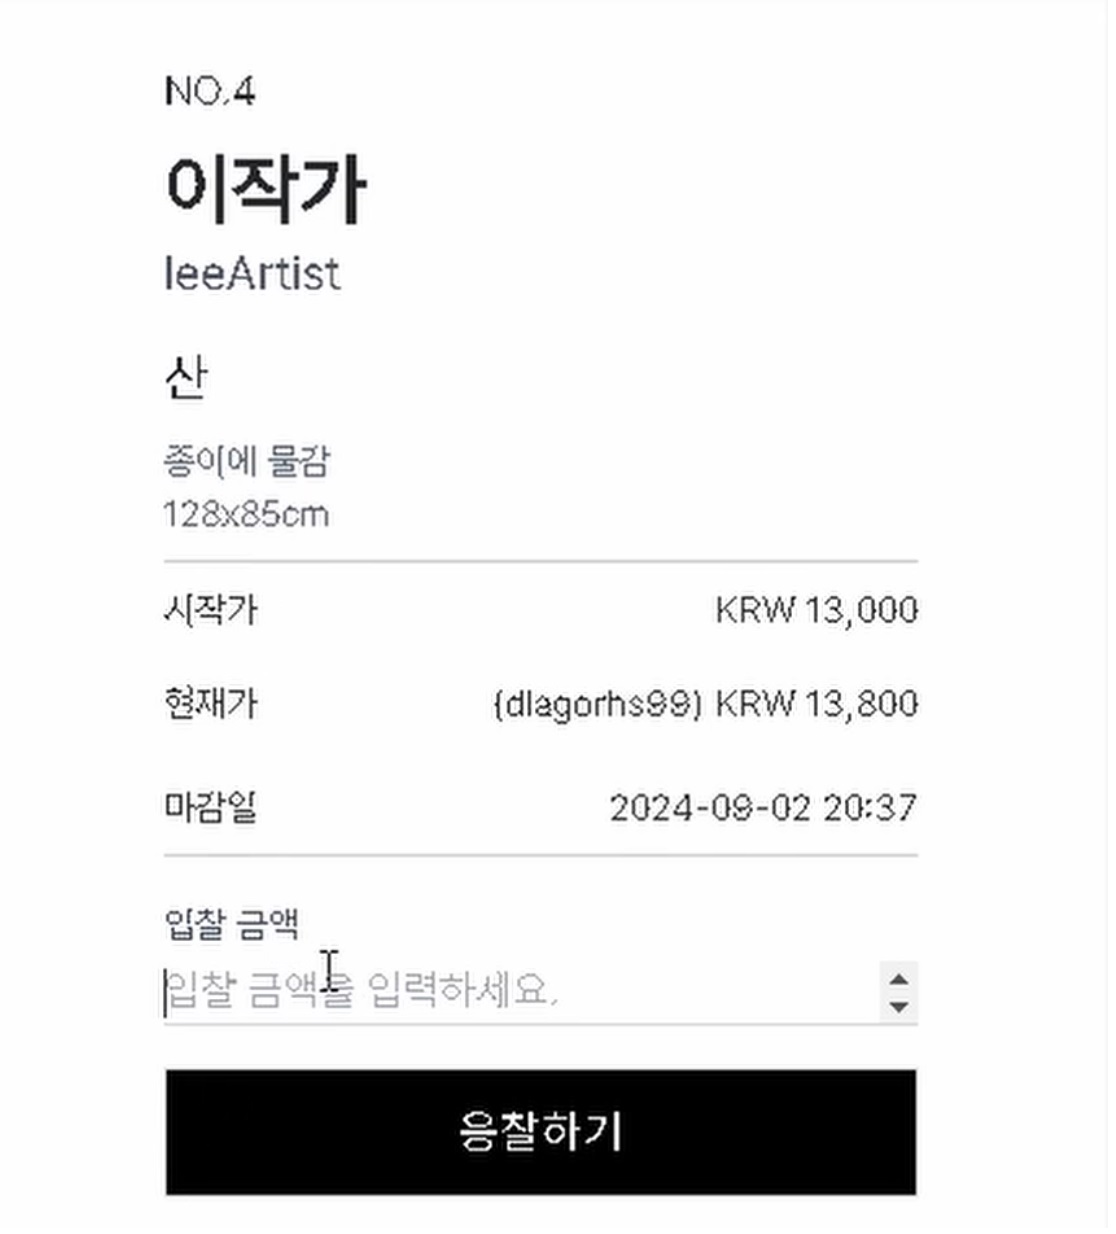 NO.4
이작가
leeArtist
산
종이에 물감
128x85cm
시작가 KRW 13,000
현재가 (dlagorhs99) KRW 13,800
마감일 2024-09-02 20:37
입찰 금액
입찰 금액을 입력하세요.
응찰하기